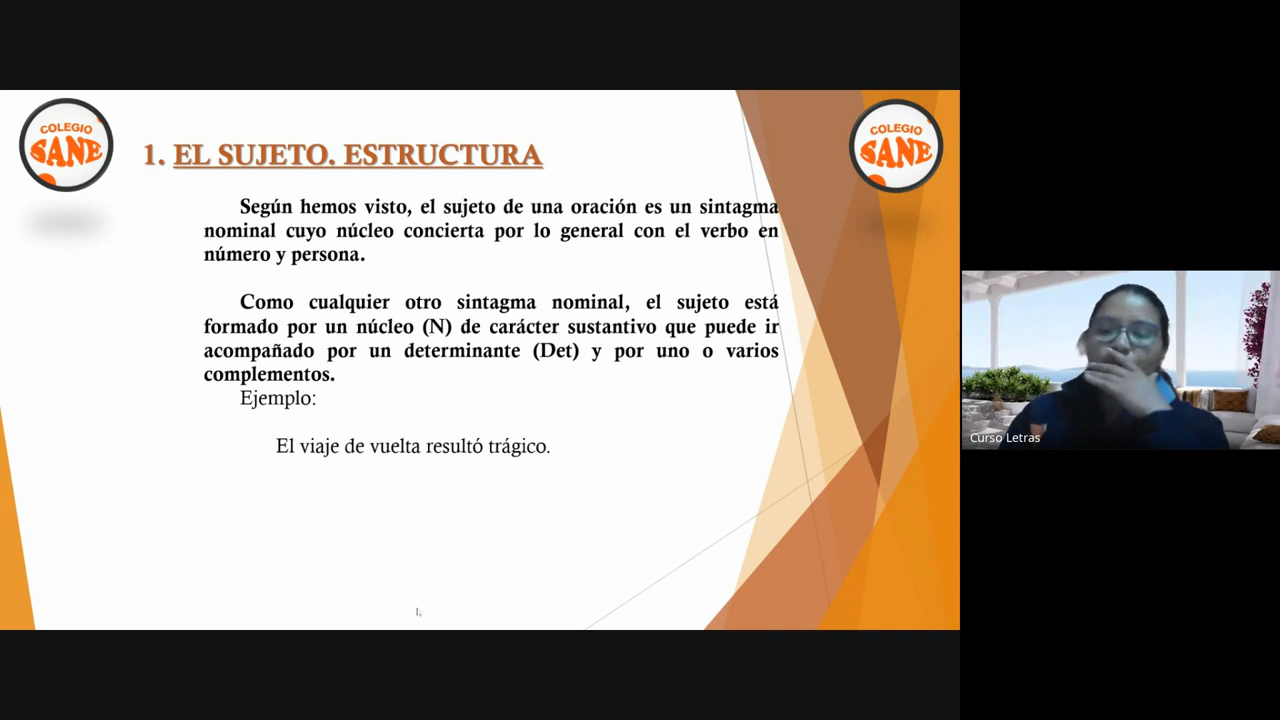 COLEGIO
SANE
COLEGIO
SANE
1. EL SUJETO. ESTRUCTURA
Según hemos visto, el sujeto de una oración es un sintagma
nominal cuyo núcleo concierta por lo general con el verbo en
número y persona.
Como cualquier otro sintagma nominal, el sujeto está
formado por un núcleo (N) de carácter sustantivo que puede ir
acompañado por un determinante (Det) y por uno o varios
complementos.
Ejemplo:
El viaje de vuelta resultó trágico.
Curso Letras